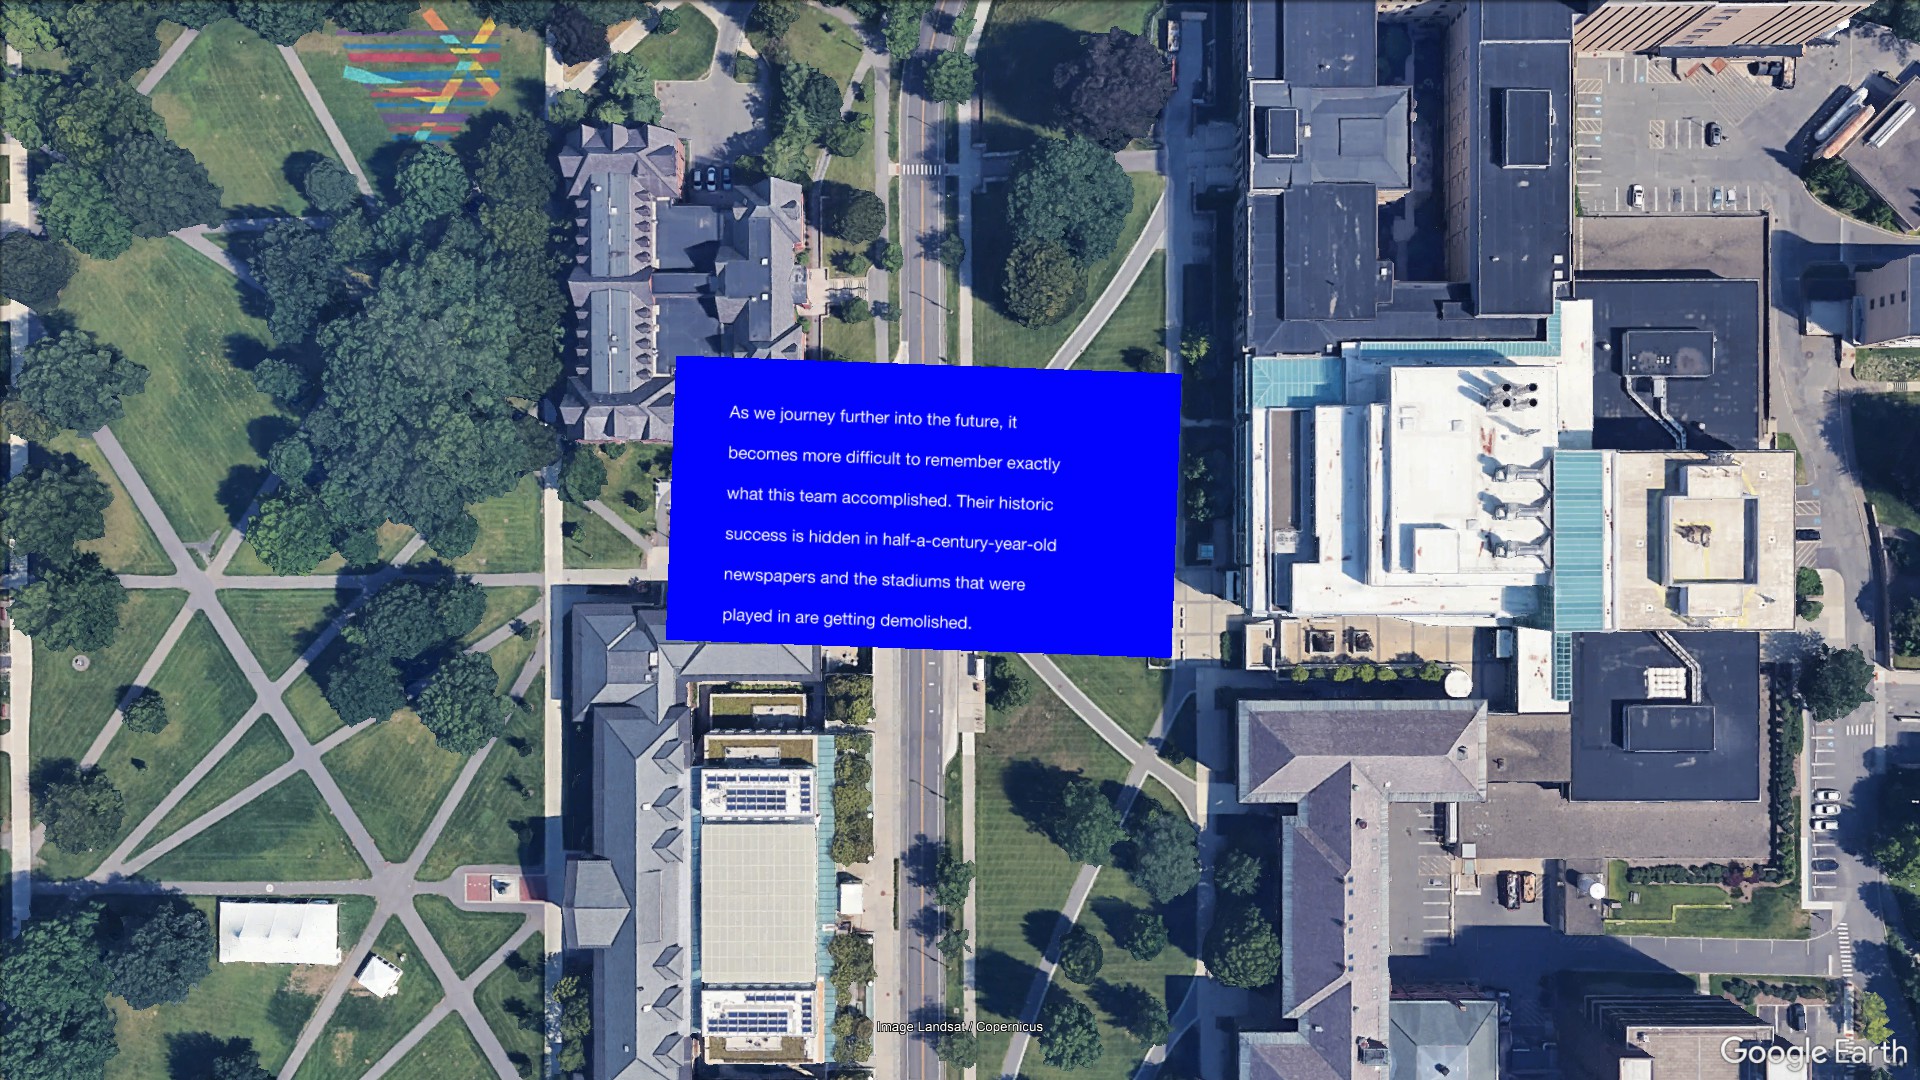 As we journey further into the future, it
becomes more difficult to remember exactly
what this team accomplished. Their historic
success is hidden in half-a-century-year-old
newspapers and the stadiums that were
played in are getting demolished.
Image Landsat / Copernicus
Google Earth